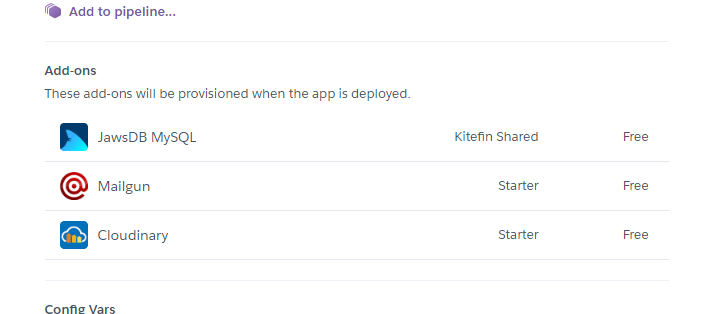 Add to pipeline...
Add-ons
These add-ons will be provisioned when the app is deployed.
JawsDB MySQL Kitefin Shared Free
Mailgun Starter Free
Cloudinary Starter Free
Config Vars